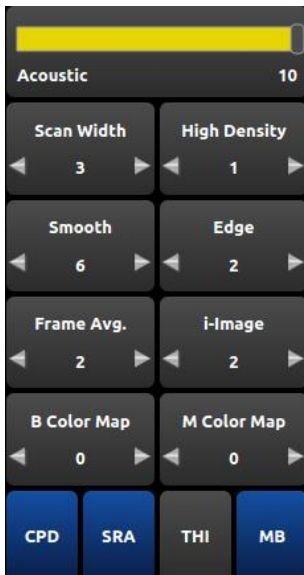 Acoustic 10
Scan Width High Density
3 1
Smooth Edge
6 2
Frame Avg. i-Image
2 2
B Color Map M Color Map
0 0
CPD SRA THI MB